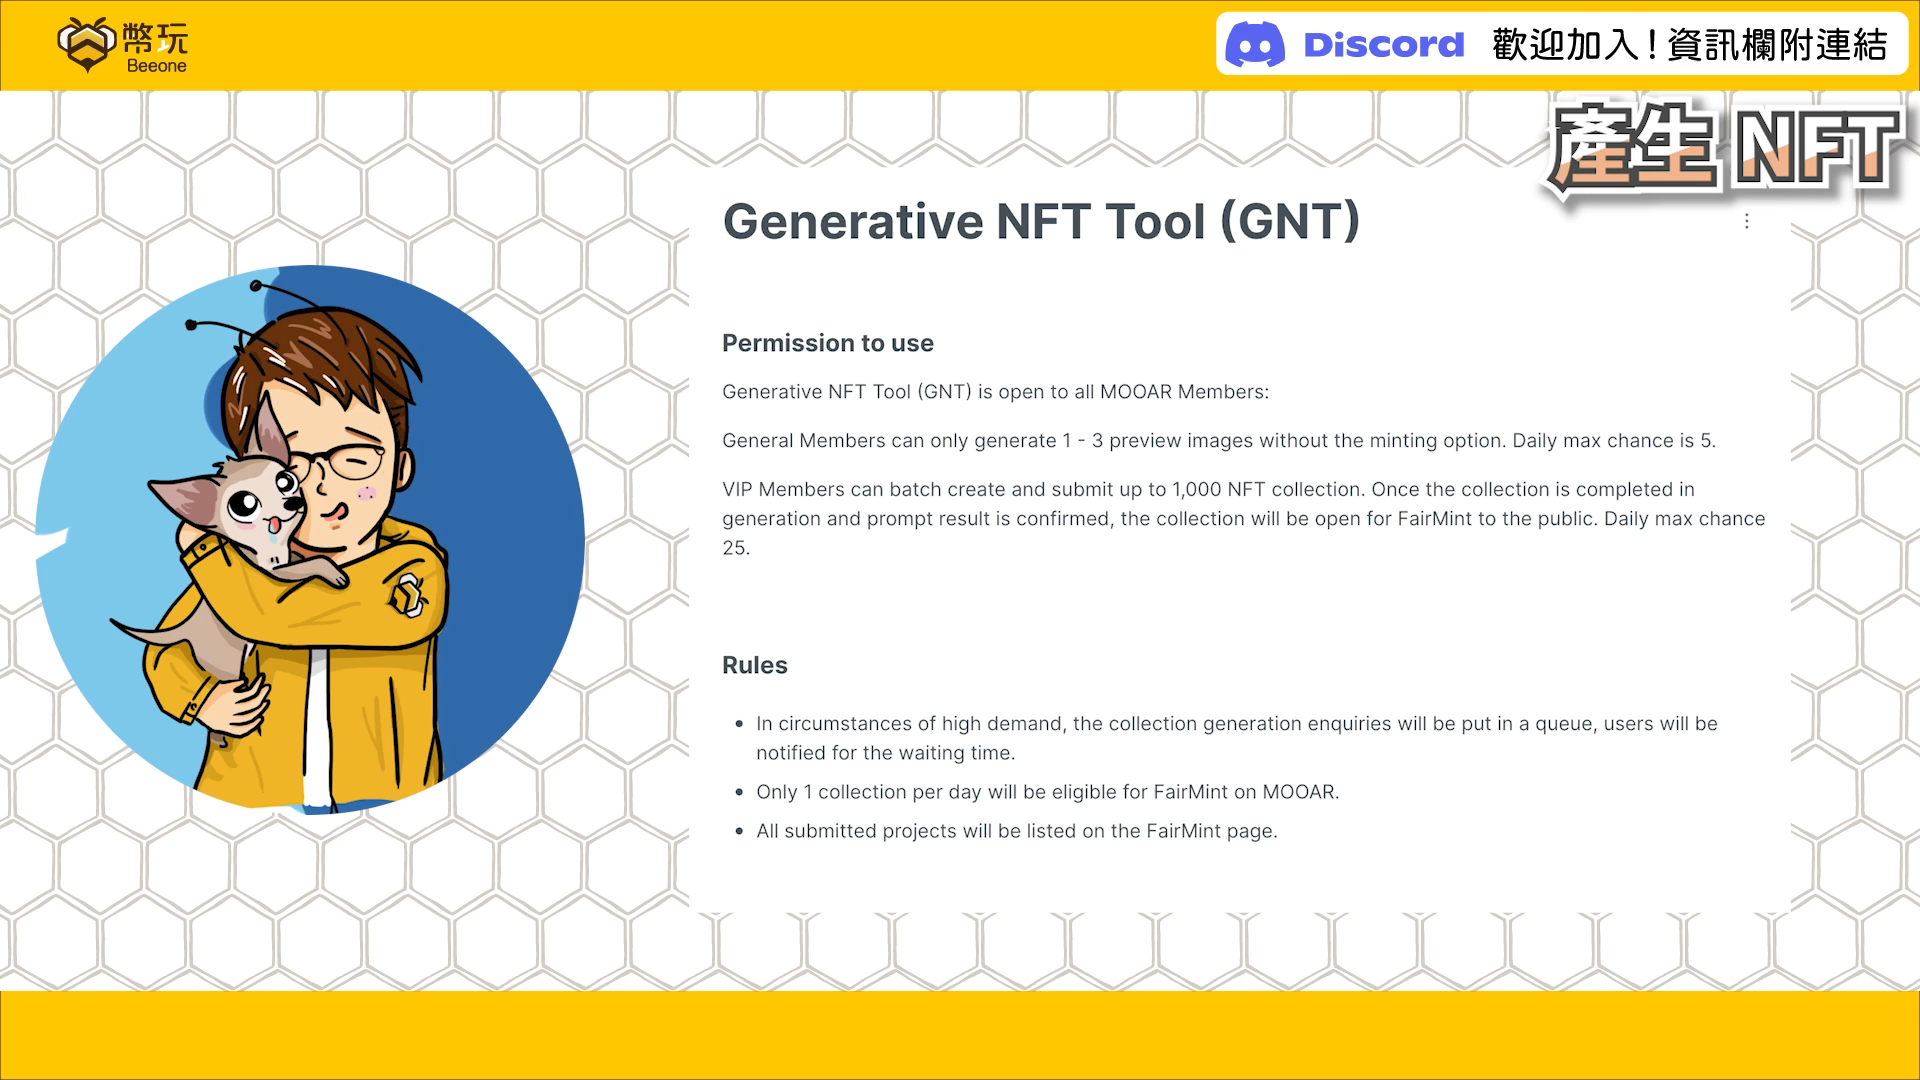 幣玩
Beeone
Discord 歡迎加入!資訊欄附連結
產生 NFT
Generative NFT Tool (GNT)
Permission to use
Generative NFT Tool (GNT) is open to all MOOAR Members:
General Members can only generate 1 - 3 preview images without the minting option. Daily max chance is 5.
VIP Members can batch create and submit up to 1,000 NFT collection. Once the collection is completed in
generation and prompt result is confirmed, the collection will be open for FairMint to the public. Daily max chance
25.
Rules
• In circumstances of high demand, the collection generation enquiries will be put in a queue, users will be
notified for the waiting time.
• Only 1 collection per day will be eligible for FairMint on MOOAR.
• All submitted projects will be listed on the FairMint page.